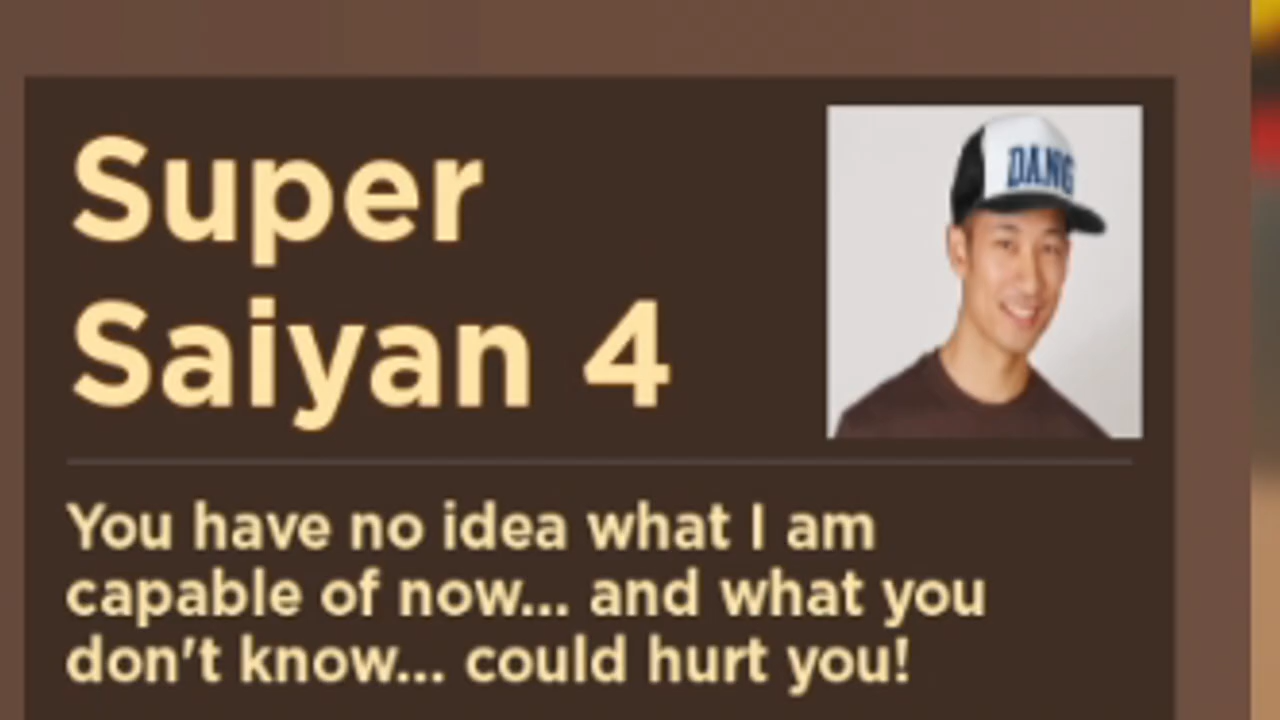 Super
Saiyan 4
DANG
You have no idea what I am
capable of now... and what you
don't know... could hurt you!